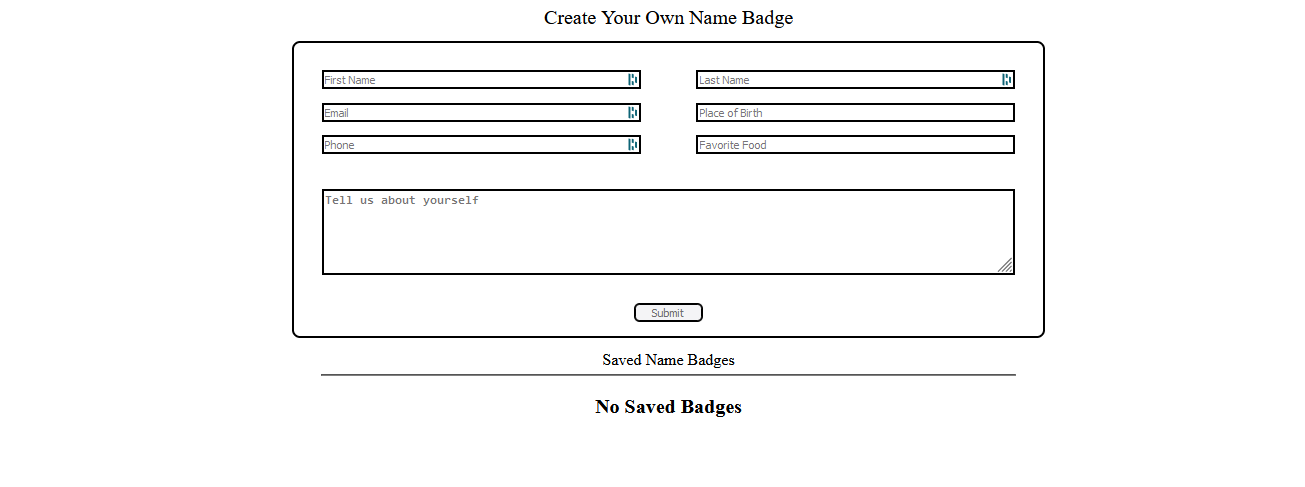 Create Your Own Name Badge
First Name Last Name
Email Place of Birth
Phone Favorite Food
Tell us about yourself
Submit
Saved Name Badges
No Saved Badges